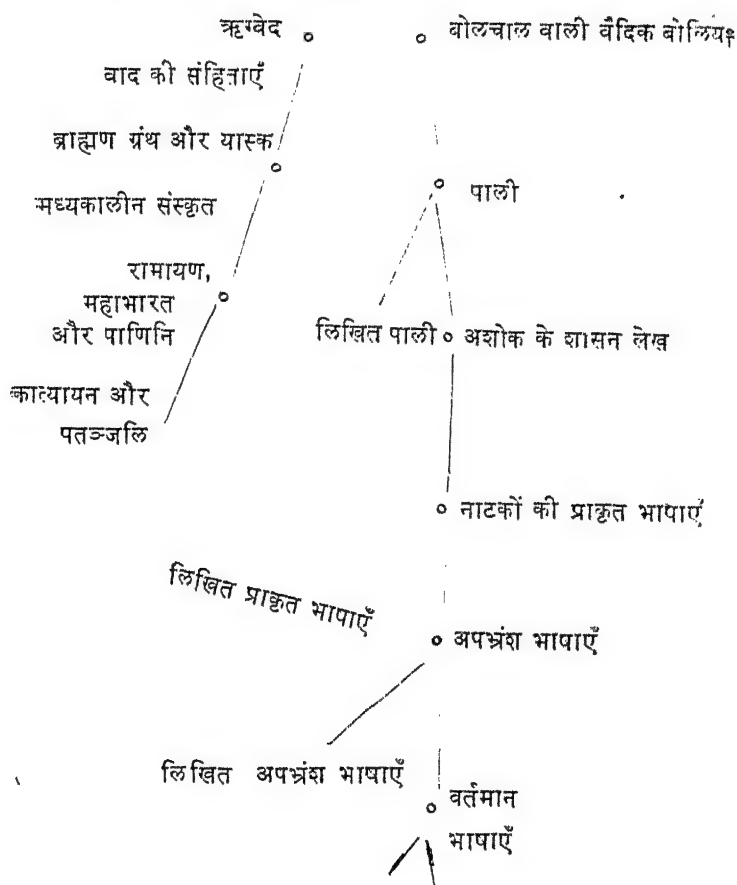 ऋग्वेद
बोलचाल वाली वैदिक बोलियाँ
वाद की संहिताएँ
ब्राह्मण ग्रंथ और यास्क
पाली
मध्यकालीन संस्कृत
रामायण,
महाभारत
और पाणिनि
लिखित पाली
अशोक के शासन लेख
कात्यायन और
पतञ्जलि
नाटकों की प्राकृत भाषाएँ
लिखित प्राकृत भाषाएँ
अपभ्रंश भाषाएँ
लिखित अपभ्रंश भाषाएँ
वर्तमान
भाषाएँ